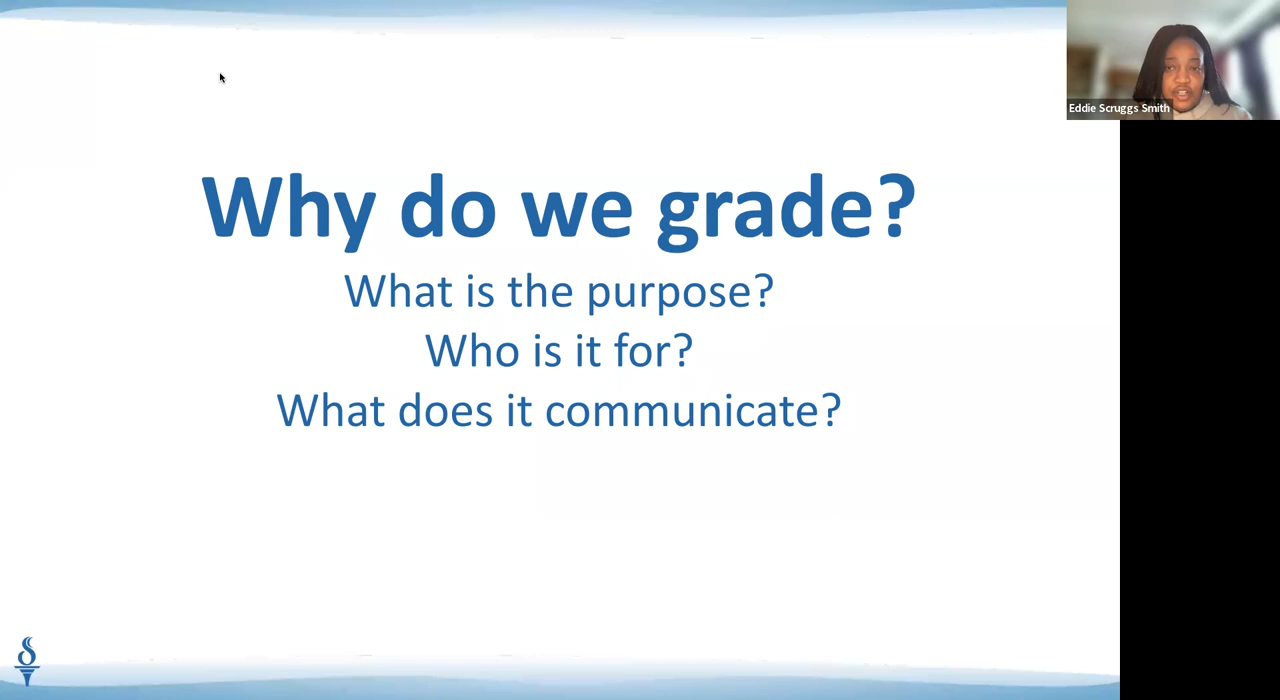 Eddie Scruggs Smith
Why do we grade?
What is the purpose?
Who is it for?
What does it communicate?